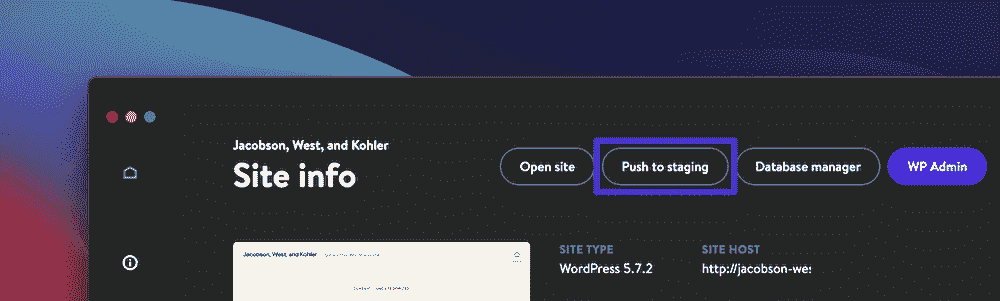 Jacobson, West, and Kohler
Site info
Open site
Push to staging
Database manager
WP Admin
Jacobson, West, and Kohler
SITE TYPE
SITE HOST
WordPress 5.7.2
http://jacobson-wes